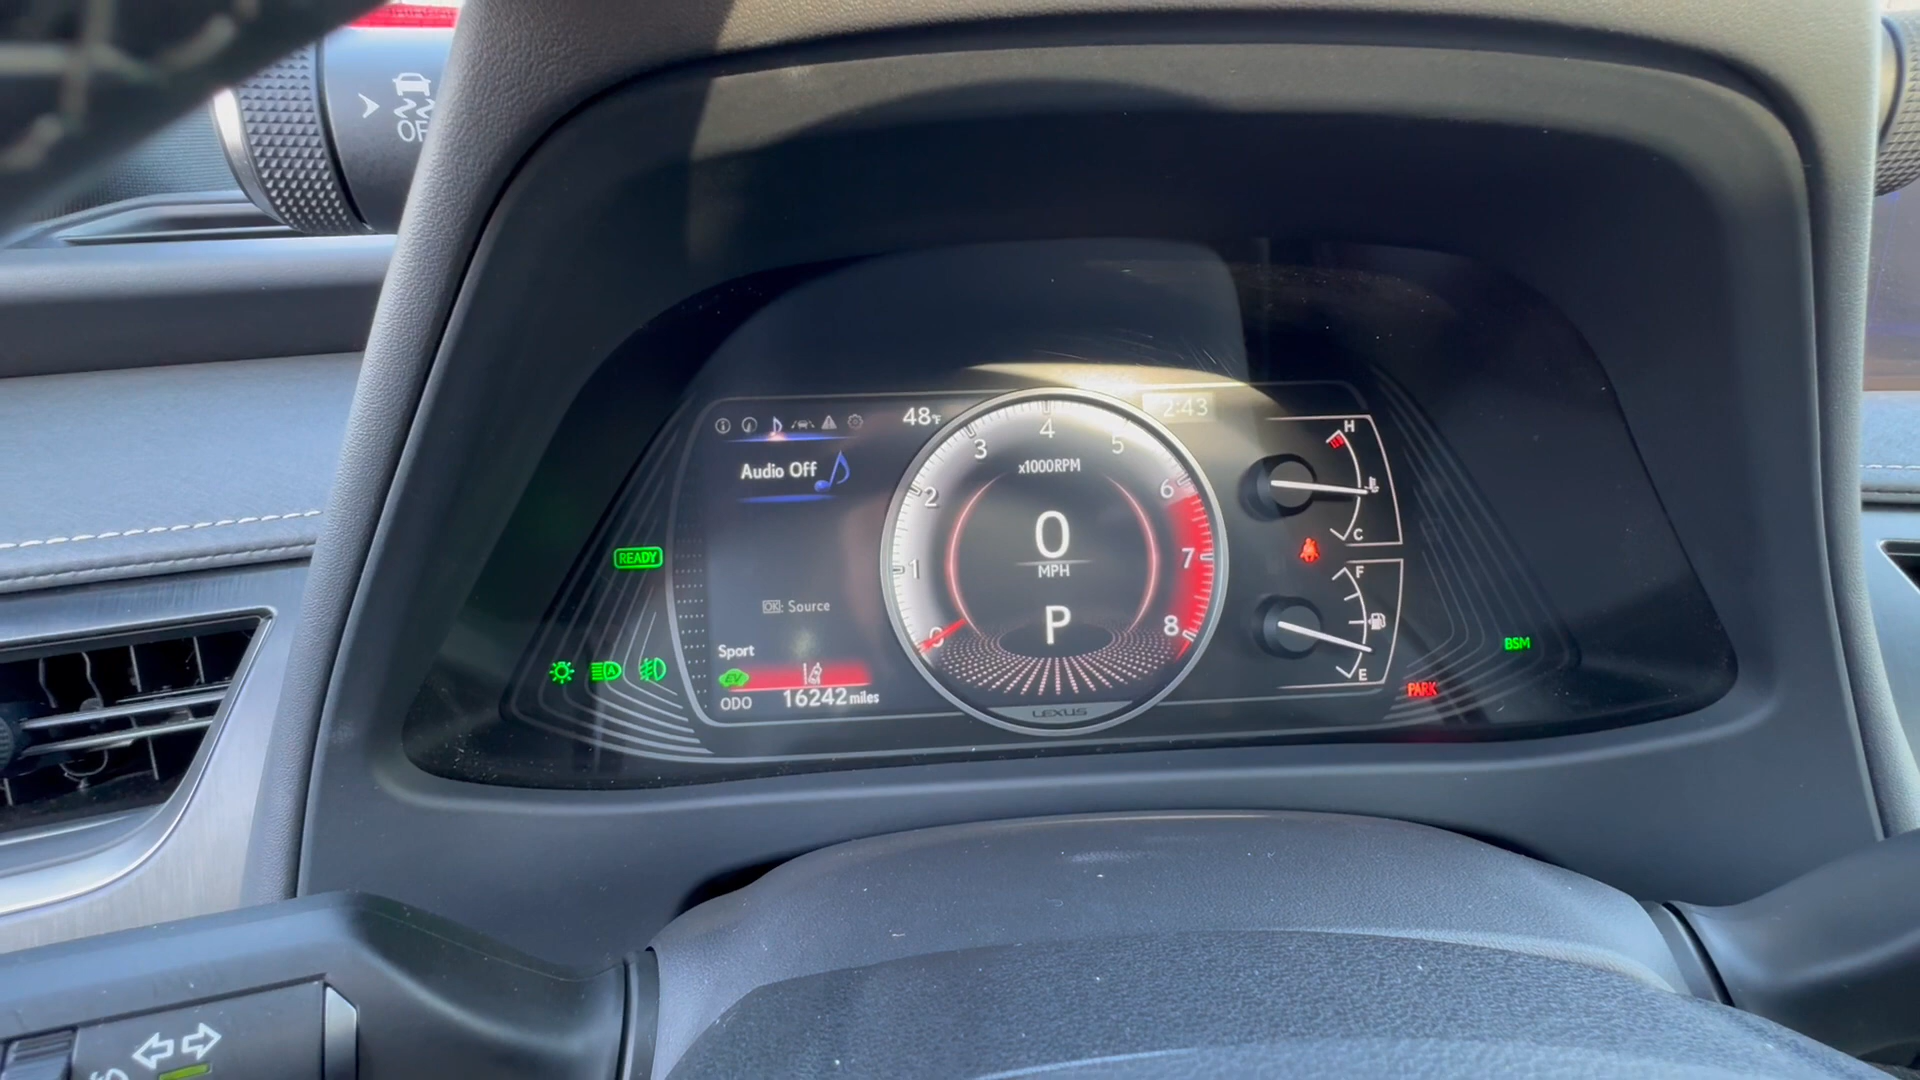 OFF
48°F
2:43
Audio Off
4
3
5
x1000RPM
2
6
H
0
MPH
1
7
C
READY
F
OK: Source
P
0
8
Sport
A
E
BSM
EV
PARK
ODO
16242 miles
LEXUS